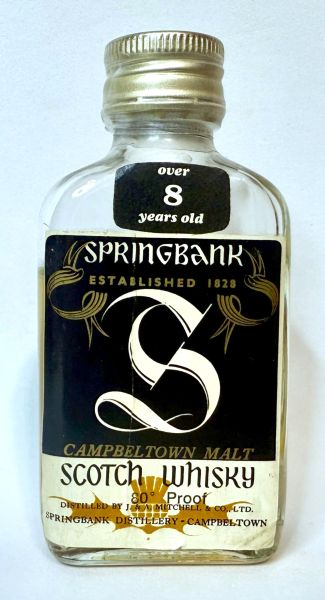 over
8
years old
SPRINGBANK
ESTABLISHED 1828
S
CAMPBELTOWN MALT
SCOTCH WHISKY
80° Proof
DISTILLED BY J. & A. MITCHELL & CO., LTD.
SPRINGBANK DISTILLERY - CAMPBELTOWN